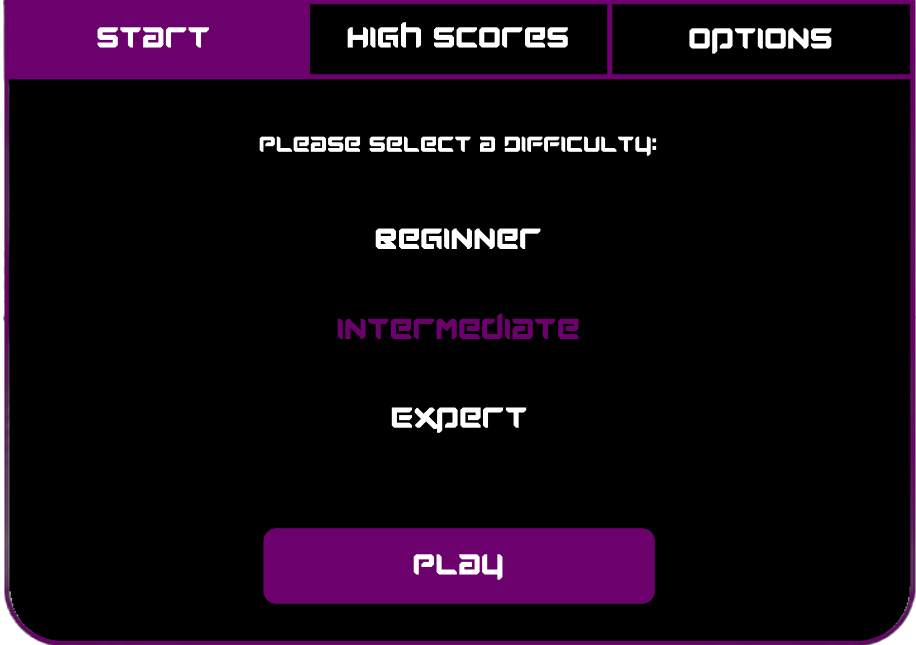 Start
High Scores
Options
Please select a difficulty:
Beginner
Intermediate
Expert
Play